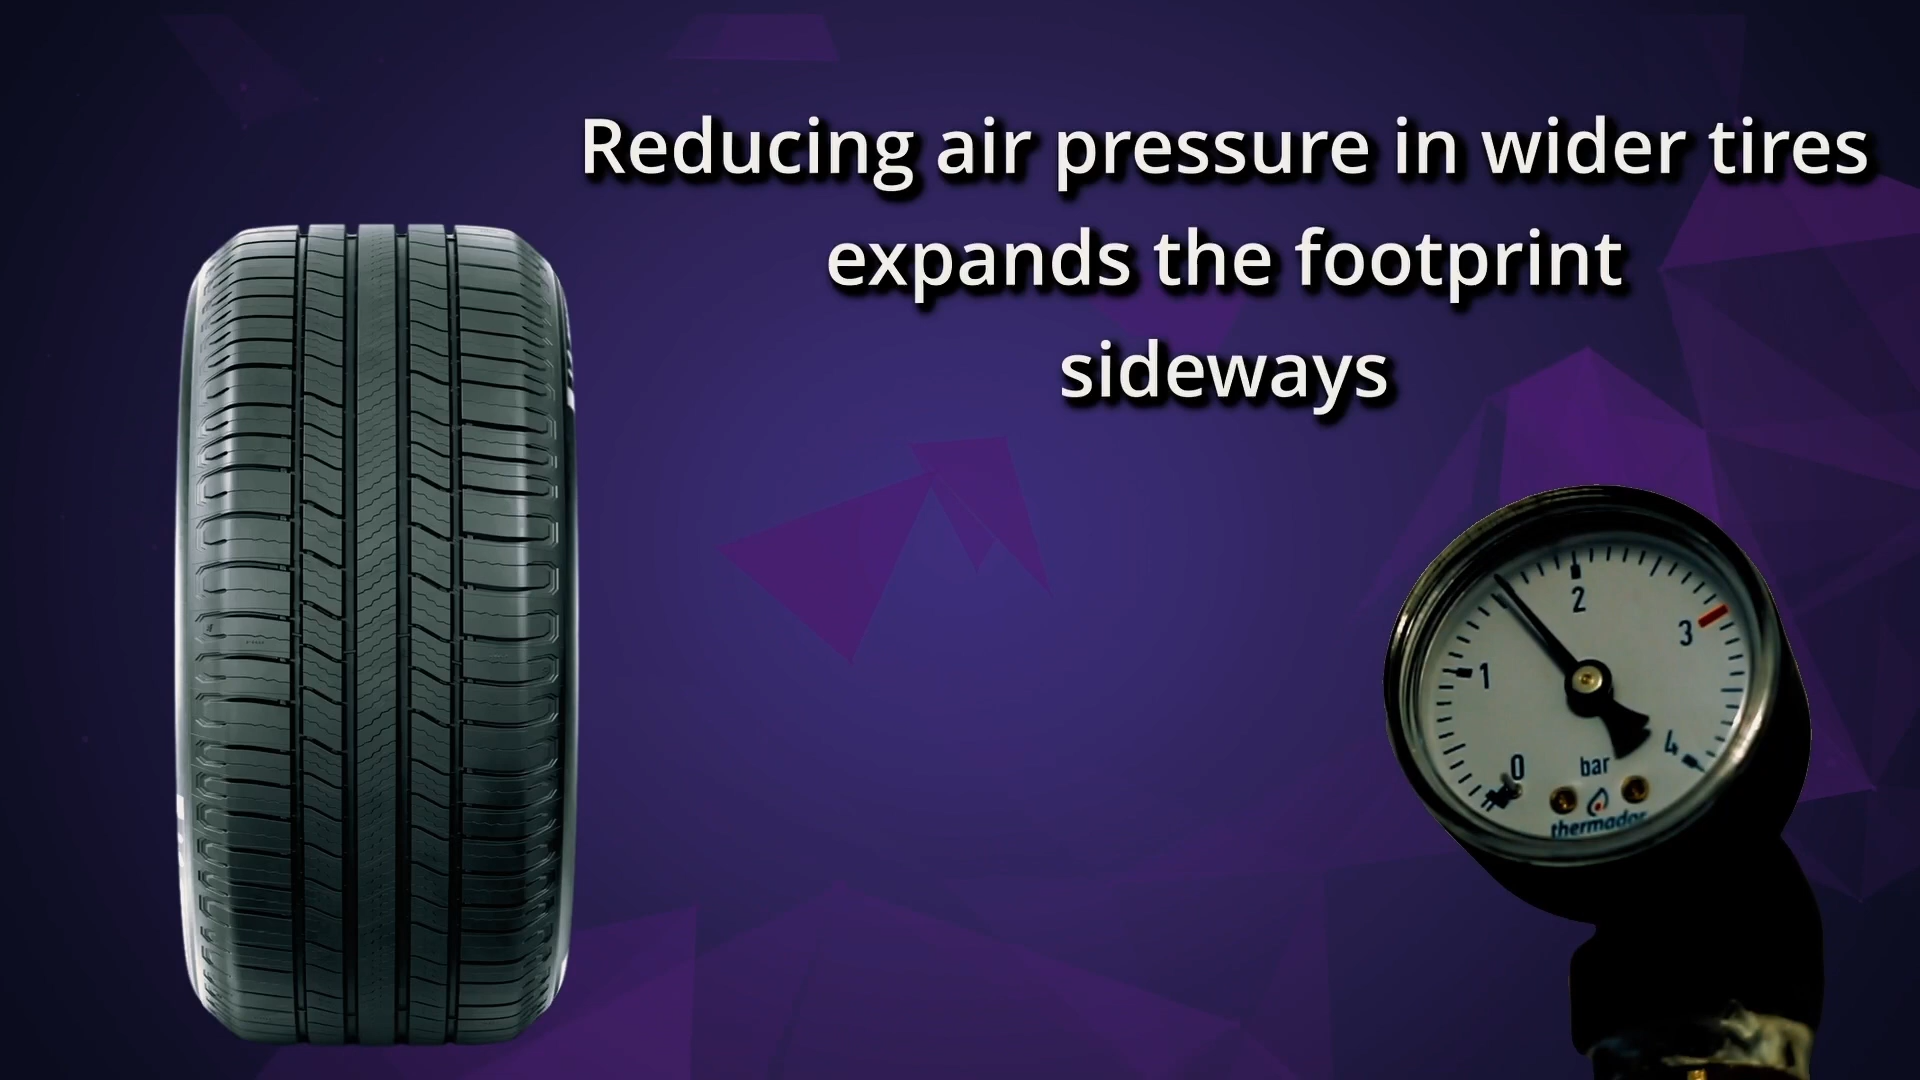 Reducing air pressure in wider tires
expands the footprint
sideways
0
1
2
3
4
bar
thermador